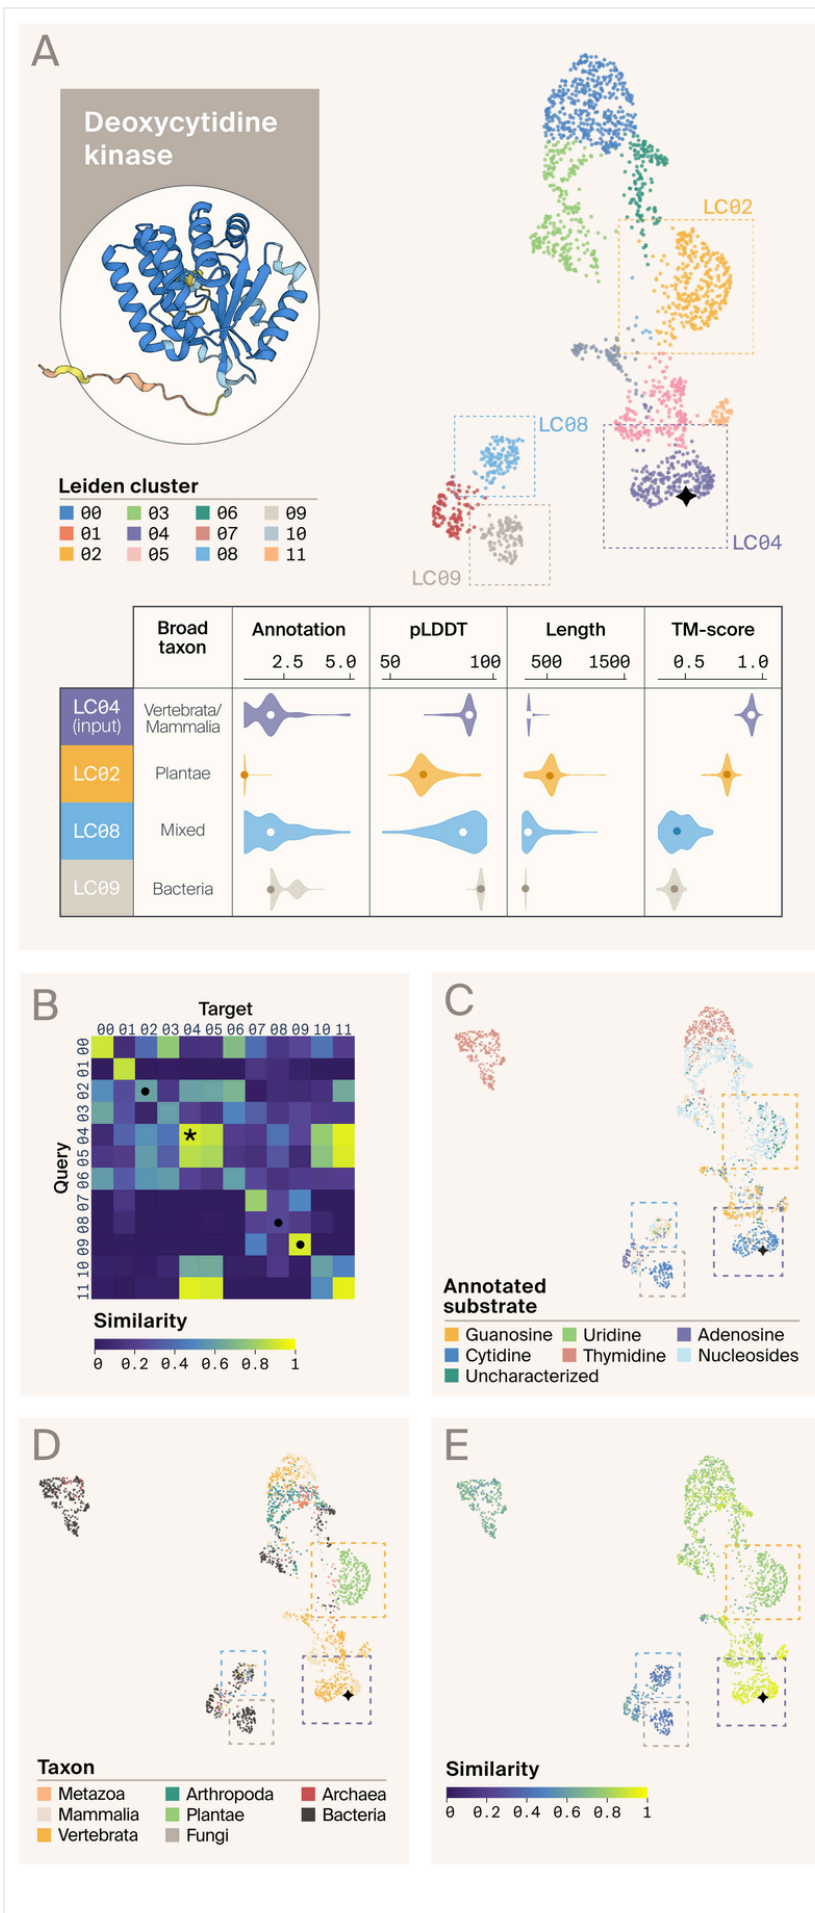 A
Deoxycytidine
kinase
LC02
LC08
LC09
LC04
Leiden cluster
00 03 06 09
01 04 07 10
02 05 08 11
Broad
taxon
Annotation
2.5 5.0
pLDDT
50 100
Length
500 1500
TM-score
0.5 1.0
LC04
(input)
Vertebrata/
Mammalia
LC02
Plantae
LC08
Mixed
LC09
Bacteria
B
Target
00 01 02 03 04 05 06 07 08 09 10 11
Query
00
01
02
03
04
05
06
07
08
09
10
11
*
Similarity
0 0.2 0.4 0.6 0.8 1
C
Annotated
substrate
Guanosine Uridine Adenosine
Cytidine Thymidine Nucleosides
Uncharacterized
D
Taxon
Metazoa Arthropoda Archaea
Mammalia Plantae Bacteria
Vertebrata Fungi
E
Similarity
0 0.2 0.4 0.6 0.8 1